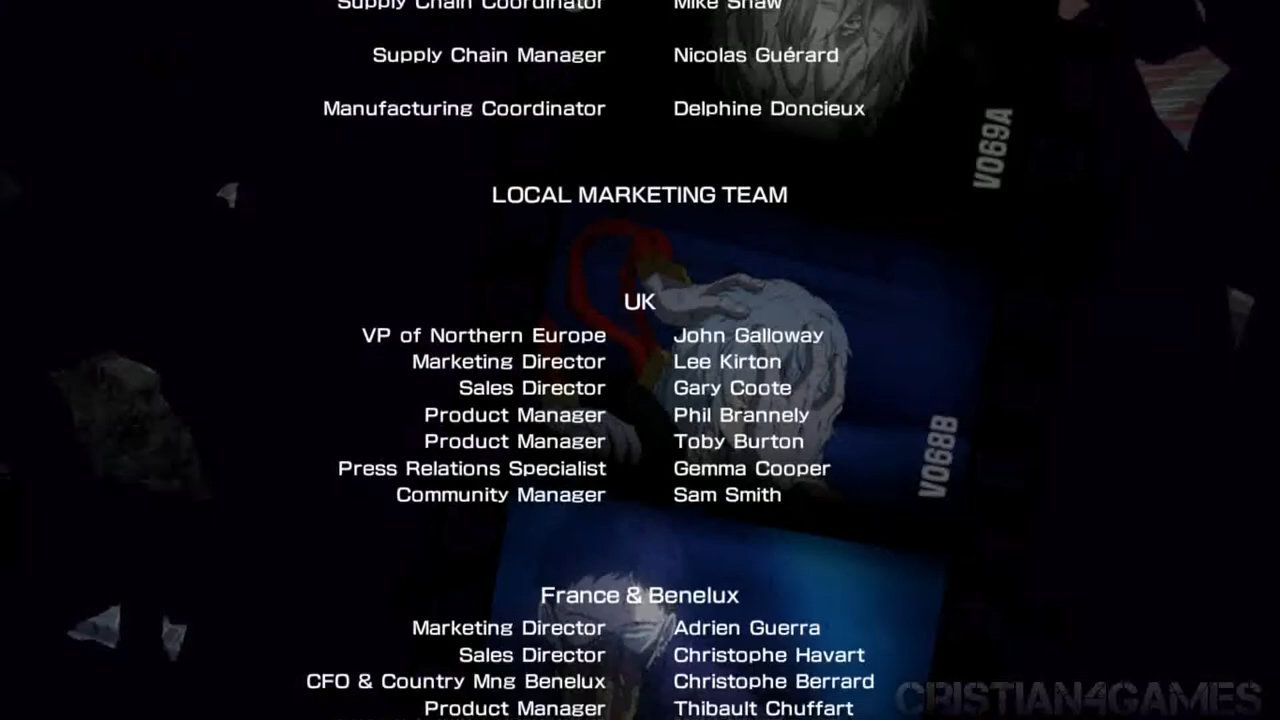 Supply Chain Coordinator Mike Shaw
Supply Chain Manager Nicolas Guérard
Manufacturing Coordinator Delphine Doncieux
V069A
LOCAL MARKETING TEAM
UK
VP of Northern Europe John Galloway
Marketing Director Lee Kirton
Sales Director Gary Coote
Product Manager Phil Brannely
Product Manager Toby Burton
Press Relations Specialist Gemma Cooper
Community Manager Sam Smith
V068B
France & Benelux
Marketing Director Adrien Guerra
Sales Director Christophe Havart
CFO & Country Mng Benelux Christophe Berrard
Product Manager Thibault Chuffart
CRISTIAN4GAMES